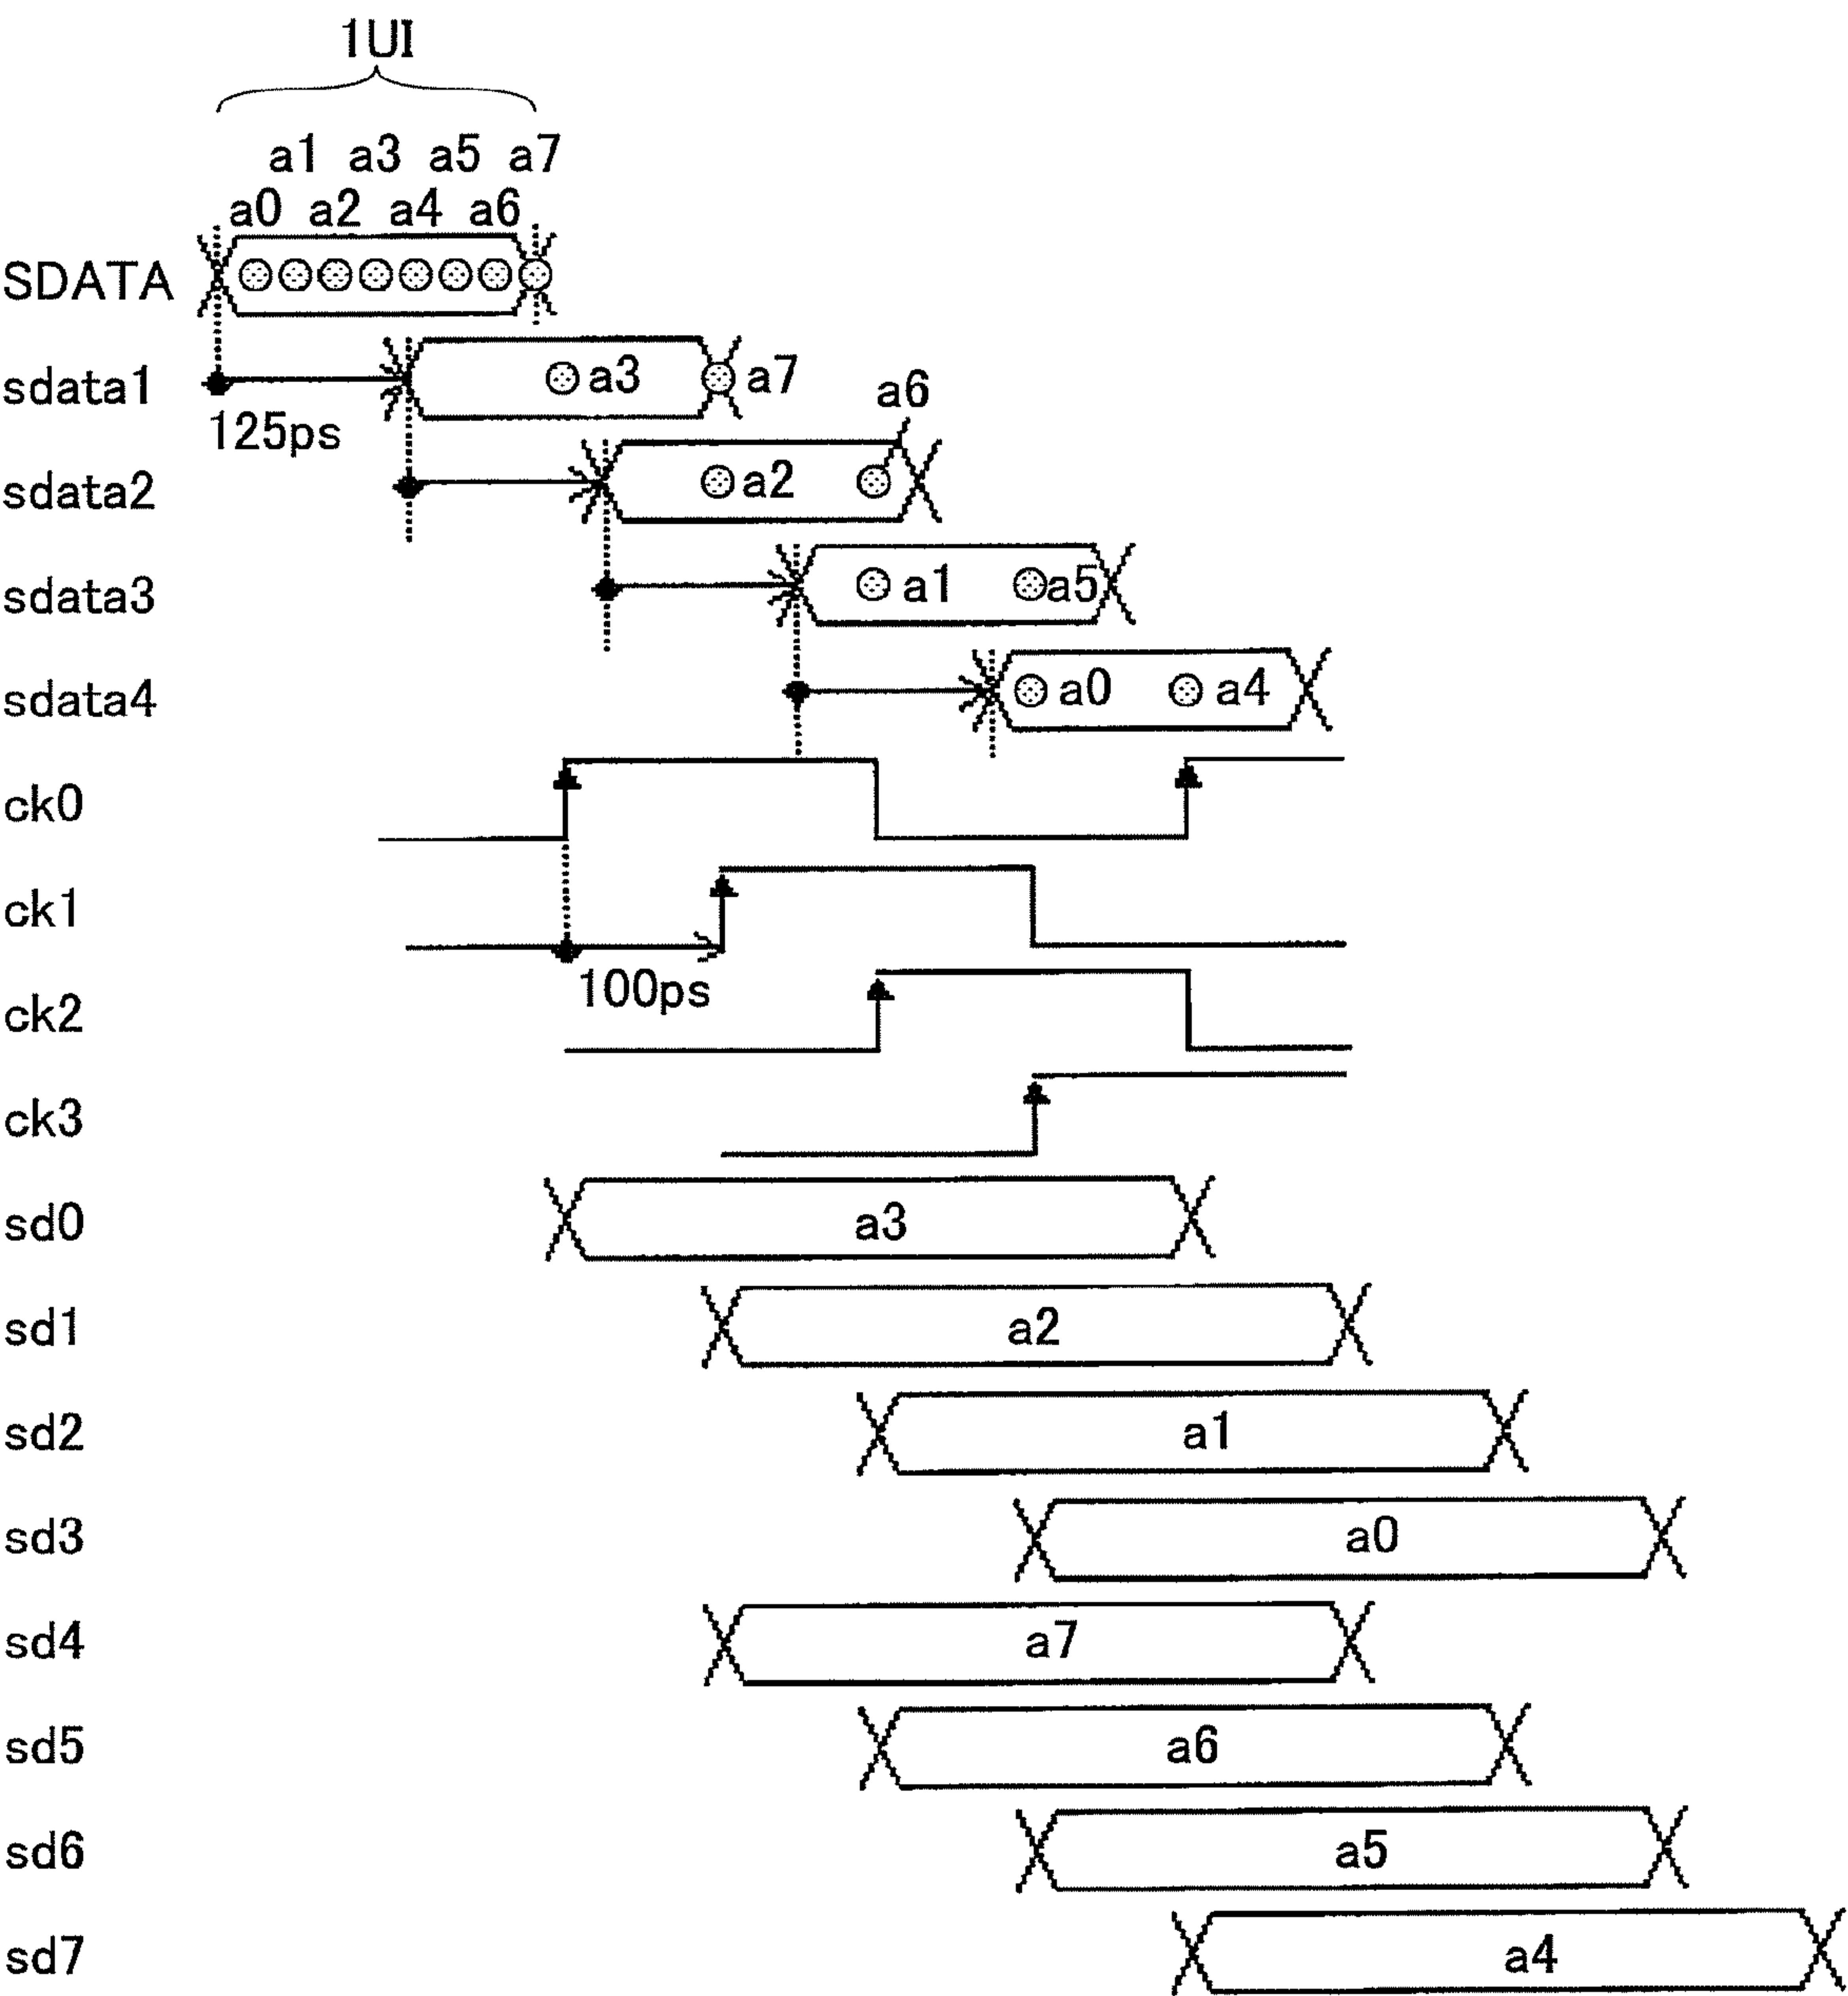 1UI
a1 a3 a5 a7
a0 a2 a4 a6
SDATA
sdata1 a3 a7
125ps
a6
sdata2 a2
sdata3 a1 a5
sdata4 a0 a4
ck0
ck1
100ps
ck2
ck3
sd0 a3
sd1 a2
sd2 a1
sd3 a0
sd4 a7
sd5 a6
sd6 a5
sd7 a4